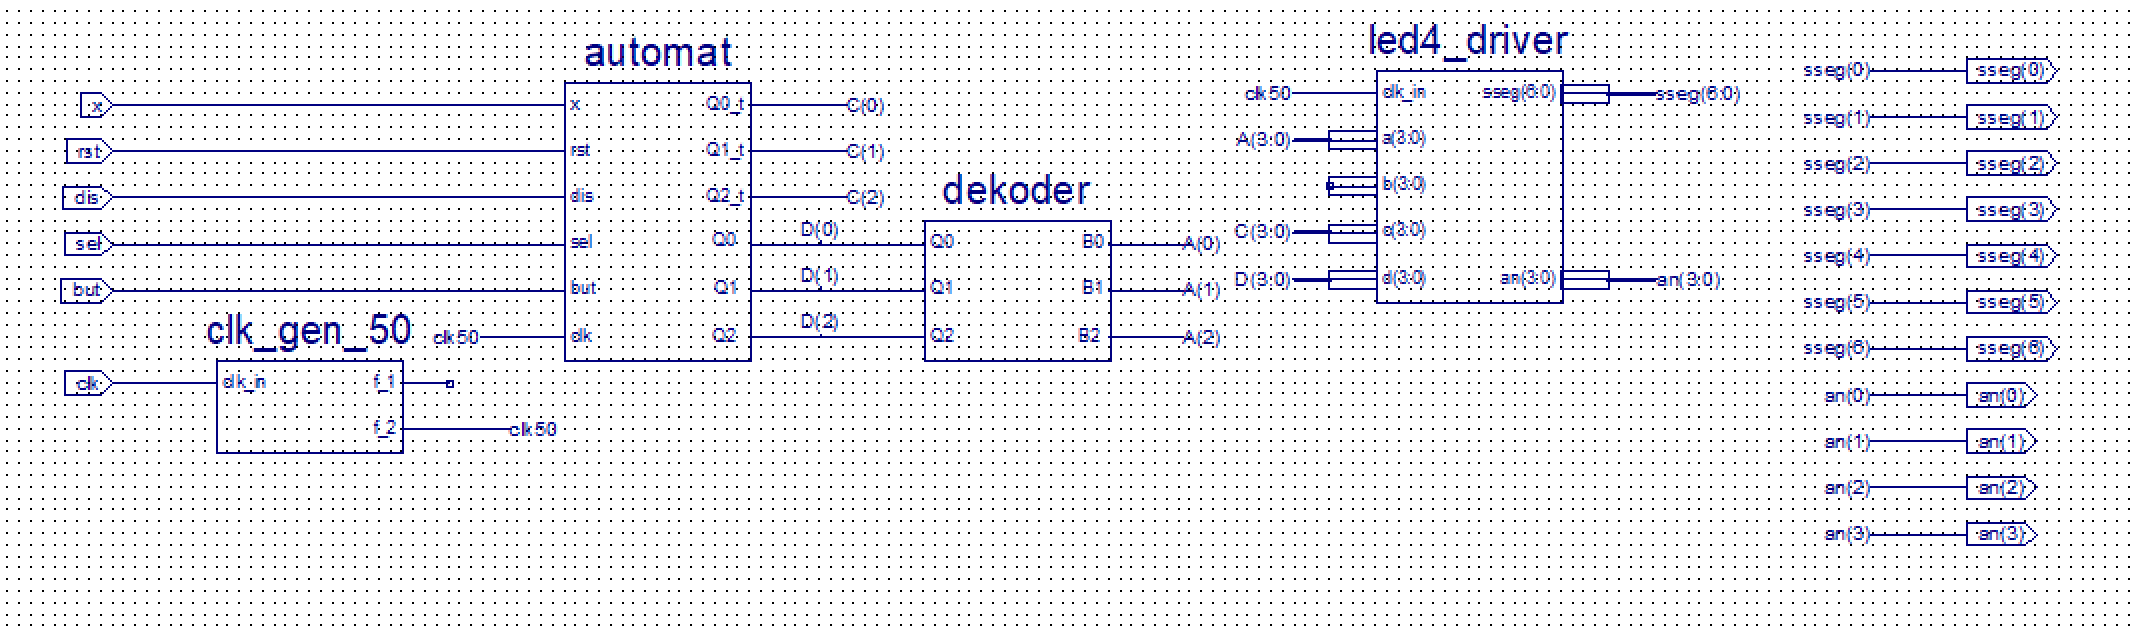 automat
x
rst
dis
sel
but
clk50
x
rst
dis
sel
but
clk
Q0_t
Q1_t
Q2_t
Q0
Q1
Q2
C(0)
C(1)
C(2)
D(0)
D(1)
D(2)
clk_gen_50
clk
clk_in
f_1
f_2
clk50
dekoder
Q0
Q1
Q2
B0
B1
B2
A(0)
A(1)
A(2)
led4_driver
clk50
A(3:0)
C(3:0)
D(3:0)
clk_in
a(3:0)
b(3:0)
c(3:0)
d(3:0)
sseg(6:0)
an(3:0)
sseg(6:0)
an(3:0)
sseg(0) sseg(0)
sseg(1) sseg(1)
sseg(2) sseg(2)
sseg(3) sseg(3)
sseg(4) sseg(4)
sseg(5) sseg(5)
sseg(6) sseg(6)
an(0) an(0)
an(1) an(1)
an(2) an(2)
an(3) an(3)